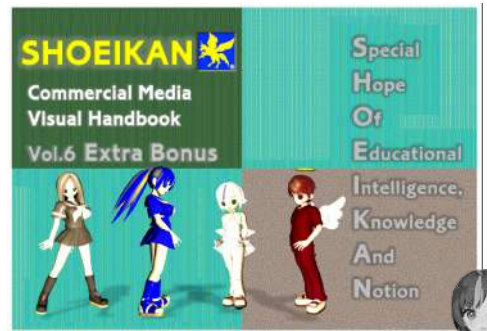 SHOEIKAN
Commercial Media
Visual Handbook
Vol.6 Extra Bonus
Special
Hope
Of
Educational
Intelligence,
Knowledge
And
Notion